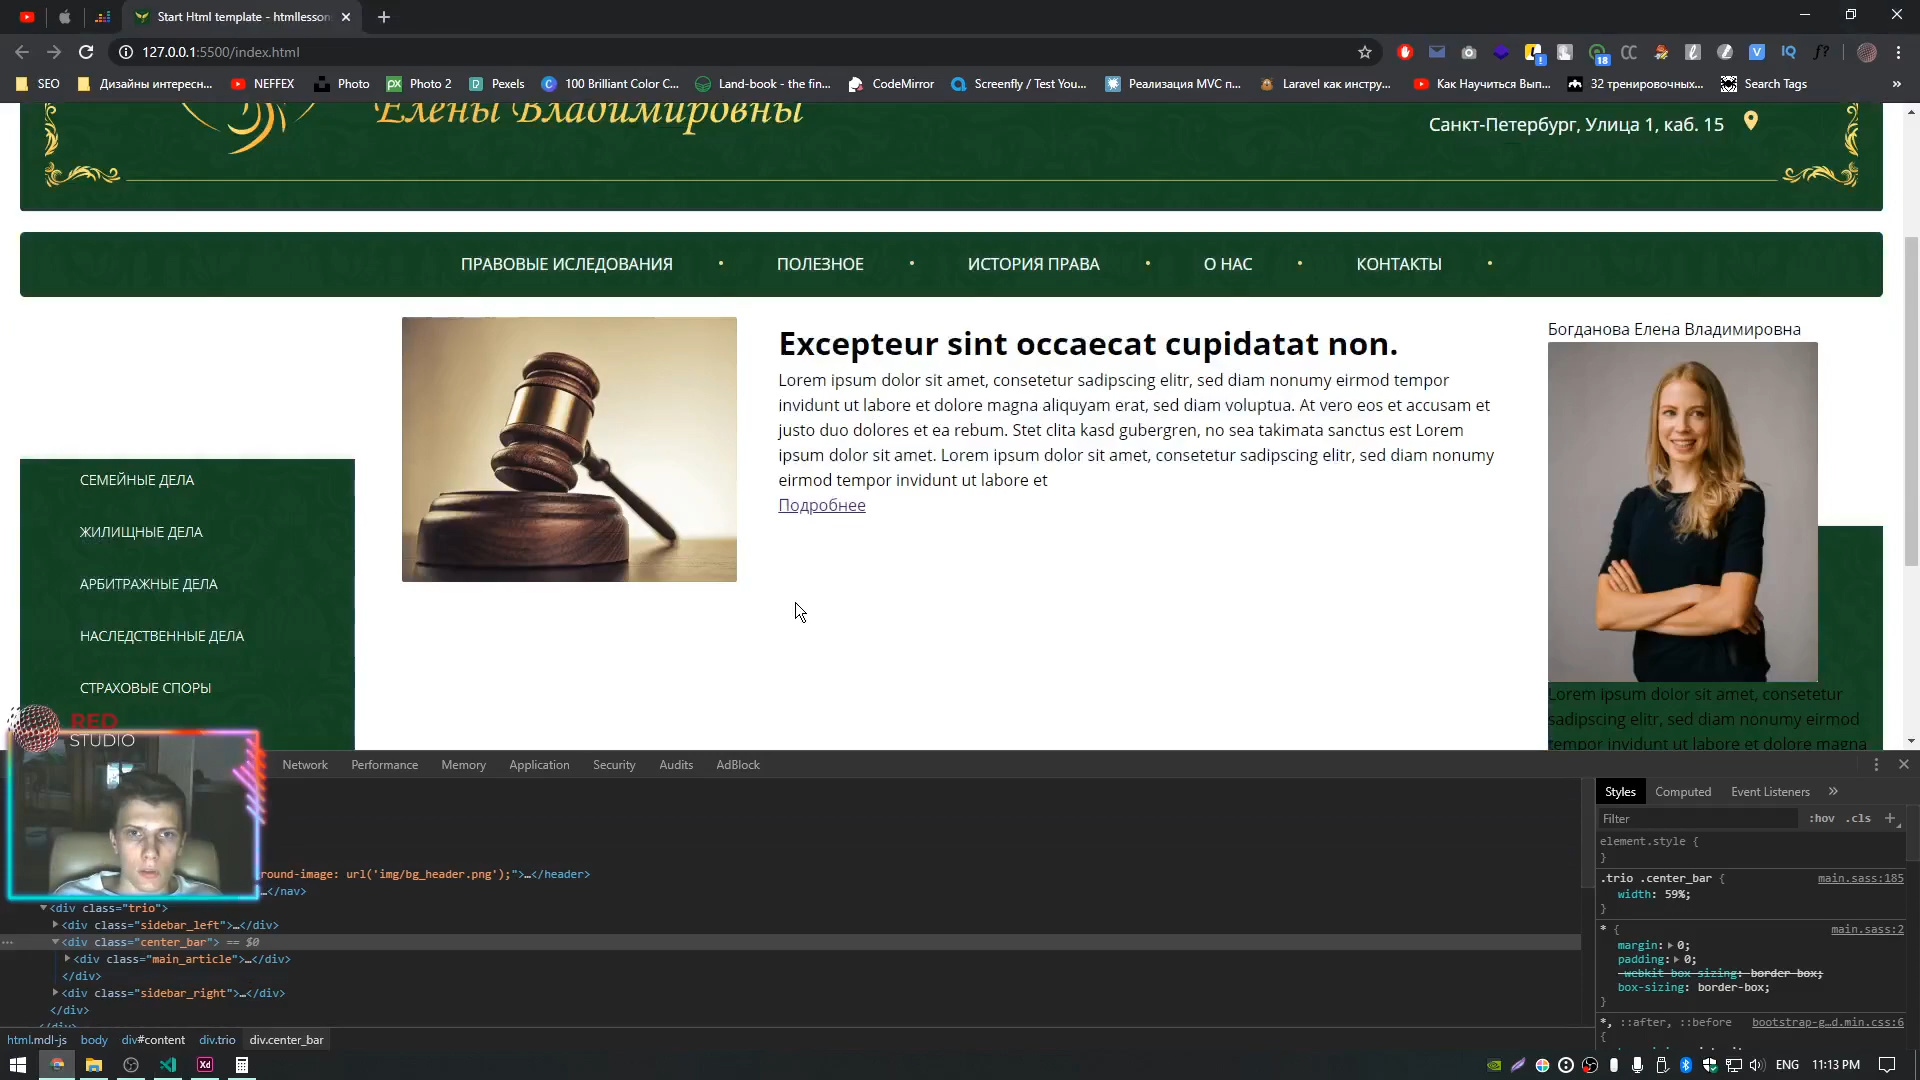 Start Html template - htmllesson
127.0.0.1:5500/index.html
18
SEO
Дизайны интересн...
NEFFEX
Photo
px
Photo 2
Pexels
100 Brilliant Color C...
Land-book - the fin...
CodeMirror
Screenfly / Test You...
Реализация MVC п...
Laravel как инстру...
Как Научиться Вып...
32 тренировочных...
Search Tags
»
Елены Владимировны
Санкт-Петербург, Улица 1, каб. 15
ПРАВОВЫЕ ИСЛЕДОВАНИЯ • ПОЛЕЗНОЕ • ИСТОРИЯ ПРАВА • О НАС • КОНТАКТЫ •
СЕМЕЙНЫЕ ДЕЛА
ЖИЛИЩНЫЕ ДЕЛА
АРБИТРАЖНЫЕ ДЕЛА
НАСЛЕДСТВЕННЫЕ ДЕЛА
СТРАХОВЫЕ СПОРЫ
Excepteur sint occaecat cupidatat non.
Lorem ipsum dolor sit amet, consetetur sadipscing elitr, sed diam nonumy eirmod tempor
invidunt ut labore et dolore magna aliquyam erat, sed diam voluptua. At vero eos et accusam et
justo duo dolores et ea rebum. Stet clita kasd gubergren, no sea takimata sanctus est Lorem
ipsum dolor sit amet. Lorem ipsum dolor sit amet, consetetur sadipscing elitr, sed diam nonumy
eirmod tempor invidunt ut labore et
Подробнее
Богданова Елена Владимировна
Lorem ipsum dolor sit amet, consetetur
sadipscing elitr, sed diam nonumy eirmod
tempor invidunt ut labore et dolore magna
RED
STUDIO
Network Performance Memory Application Security Audits AdBlock
round-image: url('img/bg_header.png');">…</header>
…</nav>
<div class="trio">
<div class="sidebar_left">…</div>
<div class="center_bar"> == $0
<div class="main_article">…</div>
</div>
<div class="sidebar_right">…</div>
</div>
</div>
html.mdl-js body div#content div.trio div.center_bar
Styles Computed Event Listeners »
Filter :hov .cls +
element.style {
}
.trio .center_bar { main.sass:185
width: 59%;
}
* { main.sass:2
margin: 0;
padding: 0;
-webkit-box-sizing: border-box;
box-sizing: border-box;
}
*, ::after, ::before bootstrap-g…d.min.css:6
{
Xd
ENG 11:13 PM